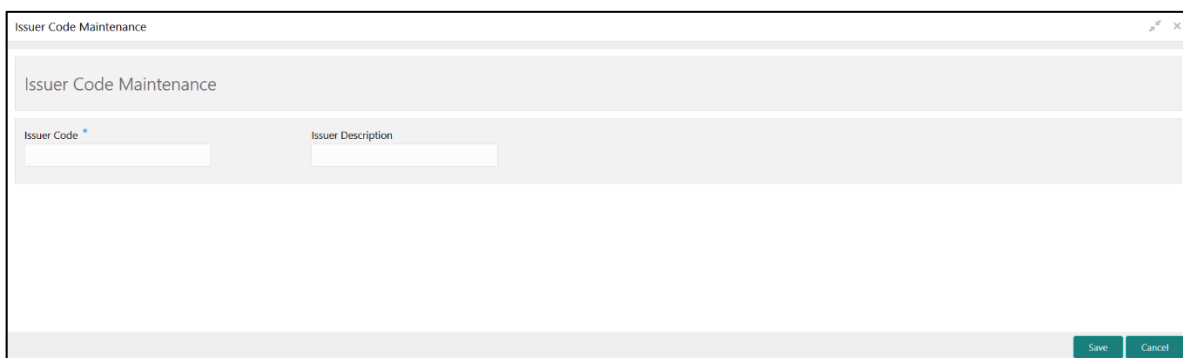 Issuer Code Maintenance
Issuer Code Maintenance
Issuer Code * Issuer Description
Save Cancel